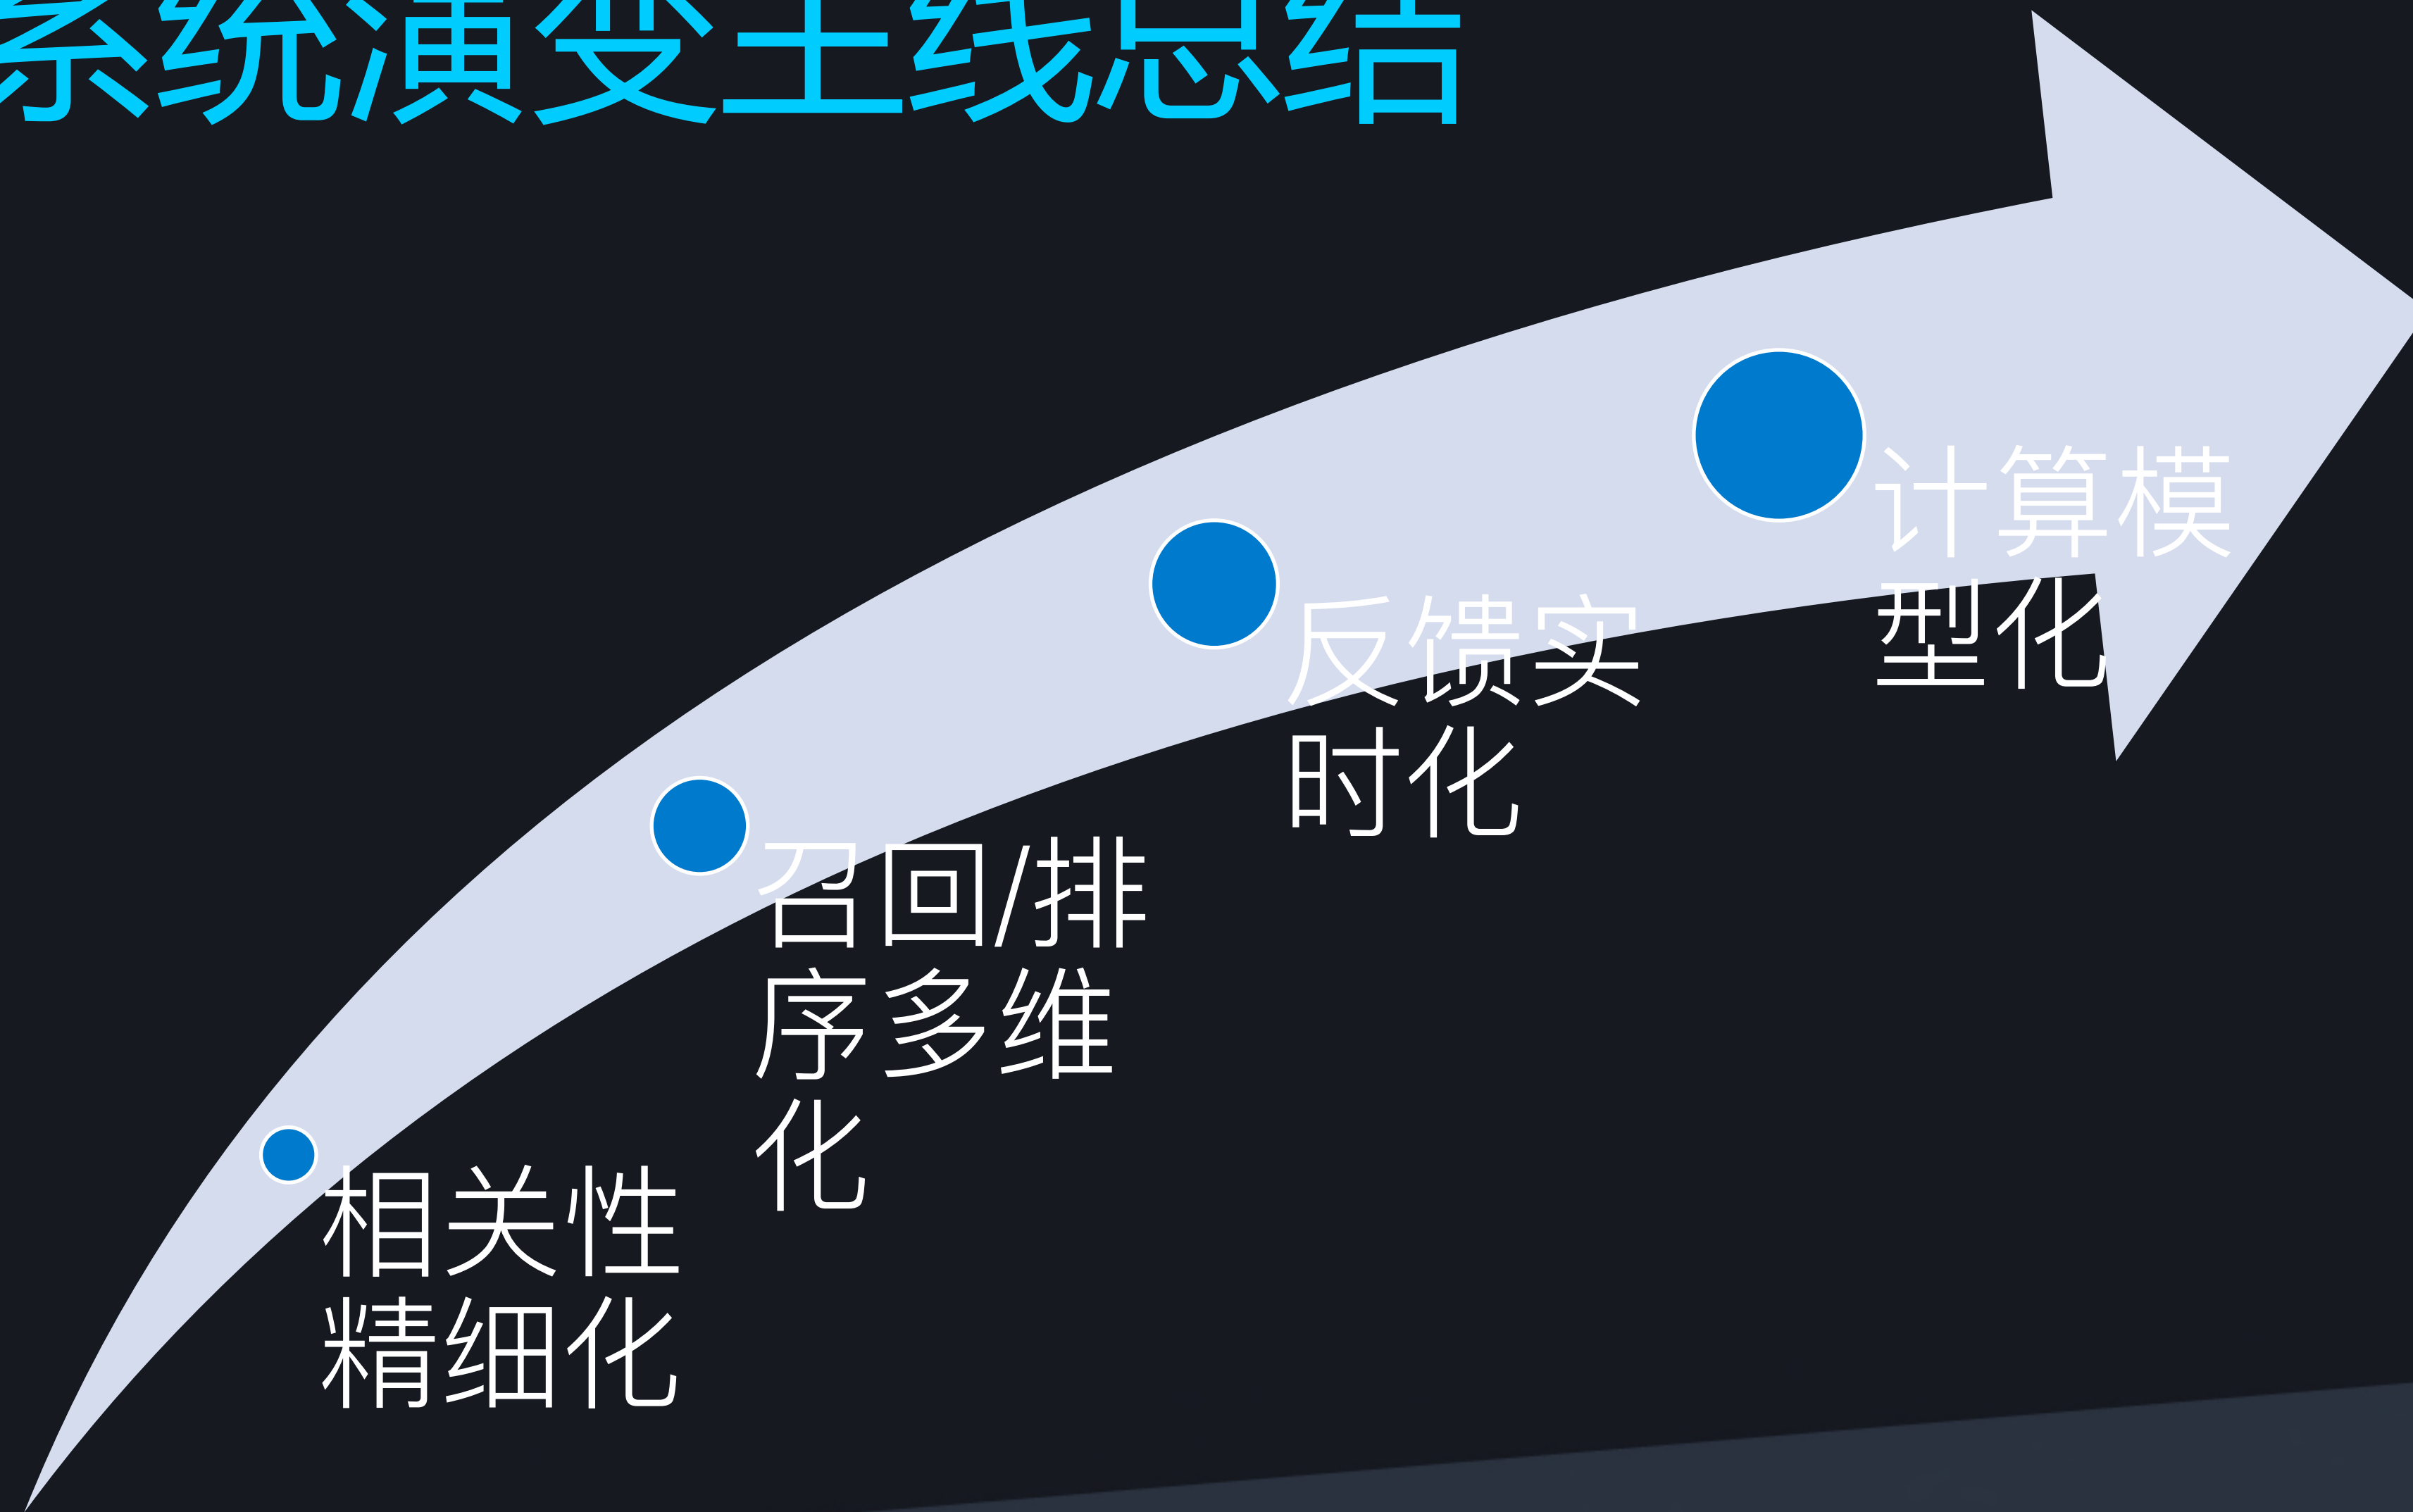 系统演变主线总结
计算模
型化
反馈实
时化
召回/排
序多维
化
相关性
精细化